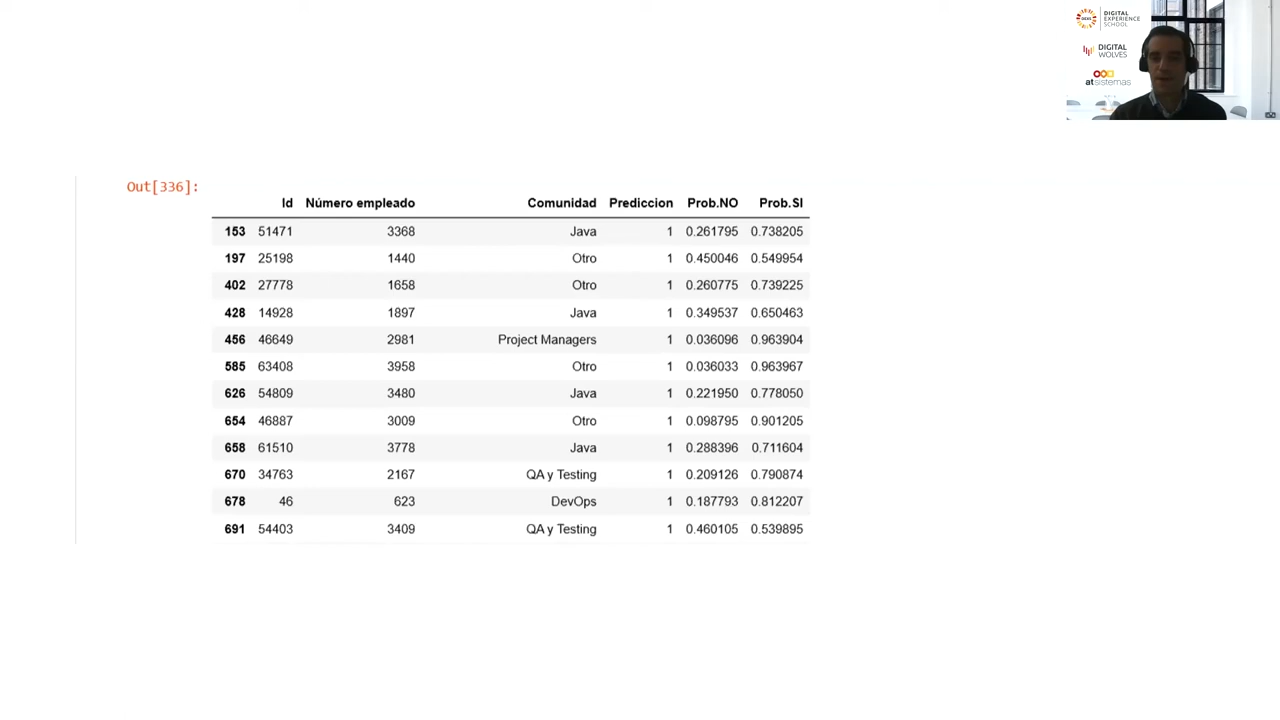 DIGITAL
EXPERIENCE
SCHOOL
DIGITAL
WOLVES
atsistemas
Out[336]:
Id Número empleado Comunidad Prediccion Prob.NO Prob.SI
153 51471 3368 Java 1 0.261795 0.738205
197 25198 1440 Otro 1 0.450046 0.549954
402 27778 1658 Otro 1 0.260775 0.739225
428 14928 1897 Java 1 0.349537 0.650463
456 46649 2981 Project Managers 1 0.036096 0.963904
585 63408 3958 Otro 1 0.036033 0.963967
626 54809 3480 Java 1 0.221950 0.778050
654 46887 3009 Otro 1 0.098795 0.901205
658 61510 3778 Java 1 0.288396 0.711604
670 34763 2167 QA y Testing 1 0.209126 0.790874
678 46 623 DevOps 1 0.187793 0.812207
691 54403 3409 QA y Testing 1 0.460105 0.539895